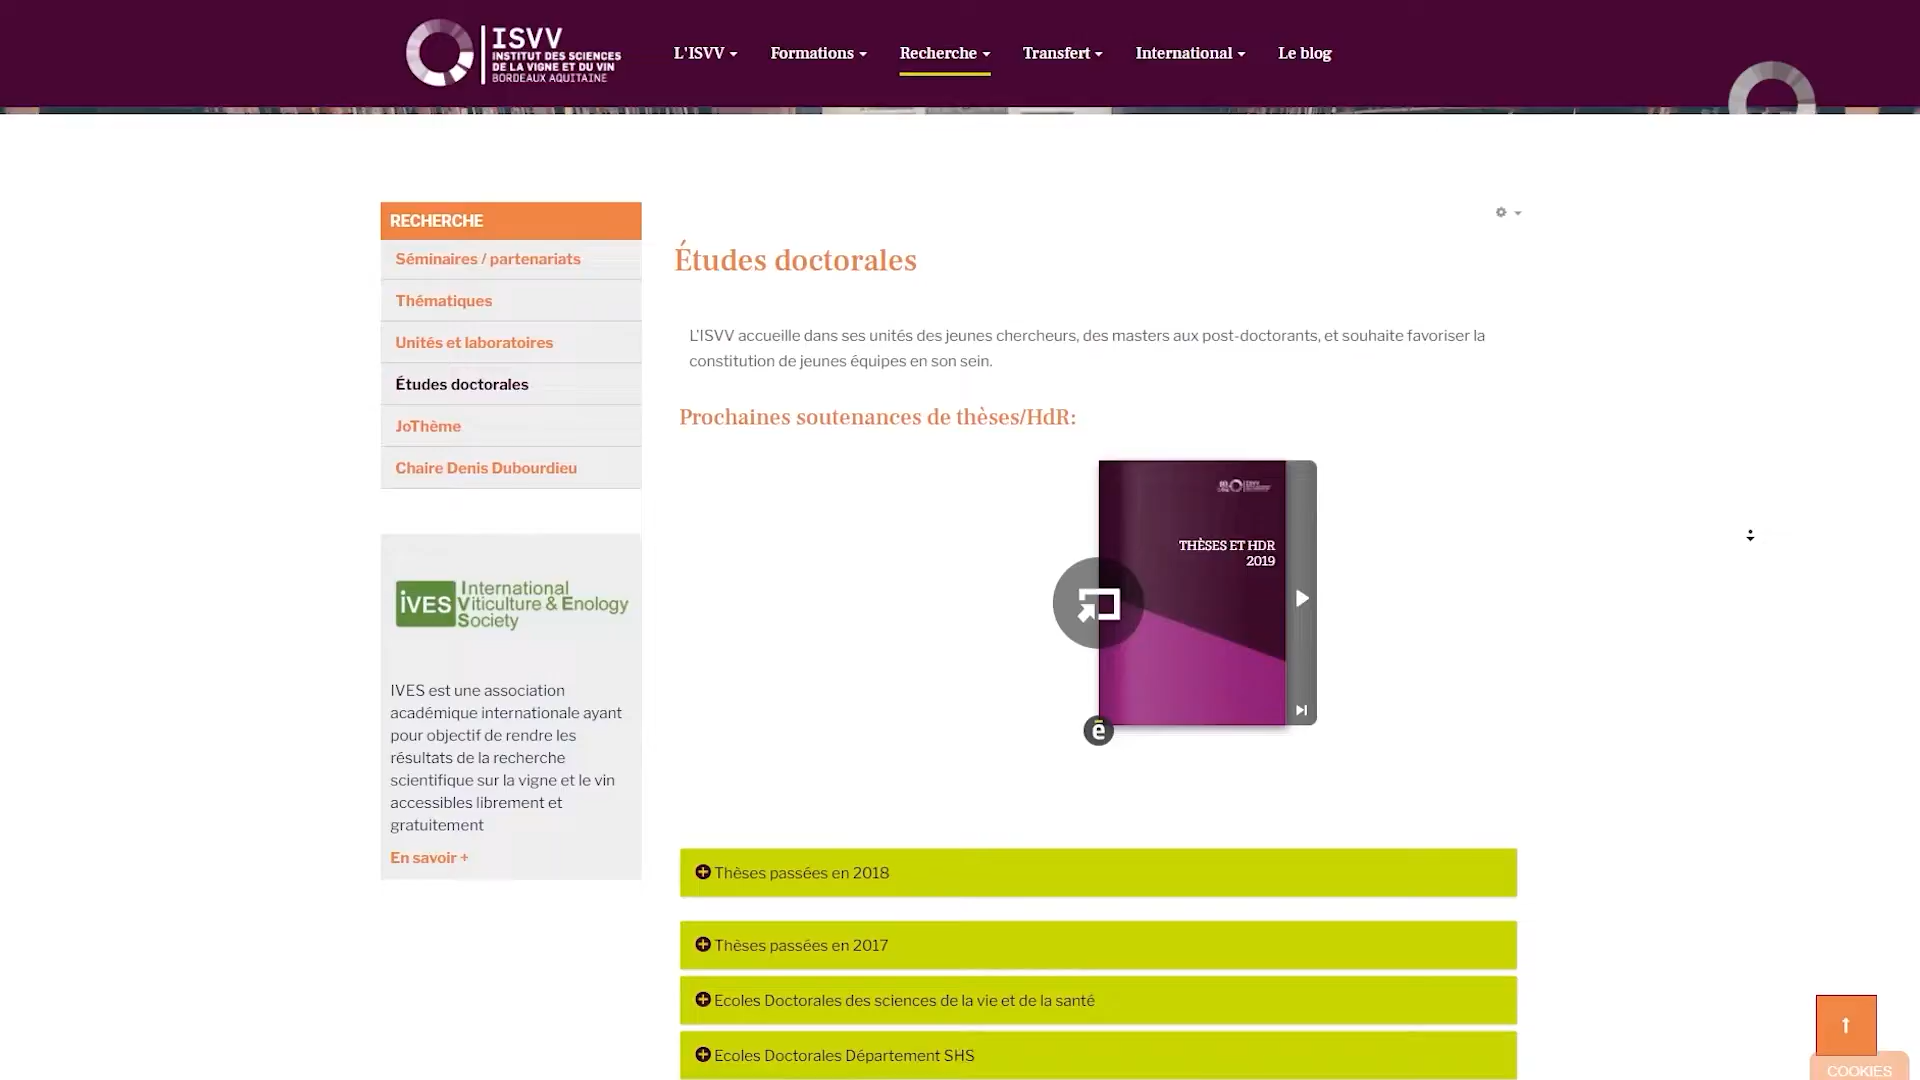 ISVV
INSTITUT DES SCIENCES
DE LA VIGNE ET DU VIN
BORDEAUX AQUITAINE
L'ISVV
Formations
Recherche
Transfert
International
Le blog
RECHERCHE
Séminaires / partenariats
Thématiques
Unités et laboratoires
Études doctorales
JoThème
Chaire Denis Dubourdieu
iVES International
Viticulture & Enology
Society
IVES est une association
académique internationale ayant
pour objectif de rendre les
résultats de la recherche
scientifique sur la vigne et le vin
accessibles librement et
gratuitement
En savoir +
Études doctorales
L'ISVV accueille dans ses unités des jeunes chercheurs, des masters aux post-doctorants, et souhaite favoriser la
constitution de jeunes équipes en son sein.
Prochaines soutenances de thèses/HdR:
THÈSES ET HDR
2019
ē
Thèses passées en 2018
Thèses passées en 2017
Ecoles Doctorales des sciences de la vie et de la santé
Ecoles Doctorales Département SHS
COOKIES